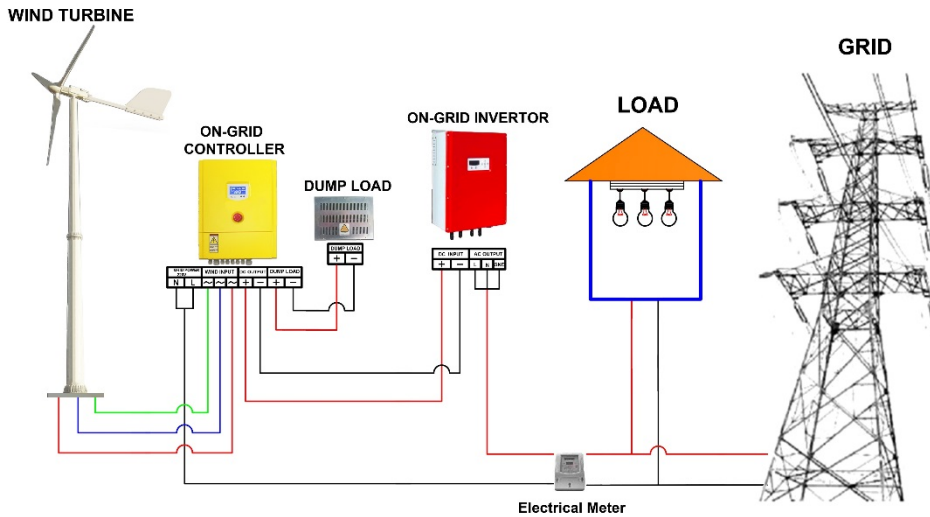 WIND TURBINE
GRID
ON-GRID
CONTROLLER
ON-GRID INVERTOR
LOAD
DUMP LOAD
DUMP LOAD
+ −
DC INPUT AC OUTPUT
+ − L N
WIND INPUT DC OUTPUT DUMP LOAD
N L ~ ~ ~ + − + −
Electrical Meter